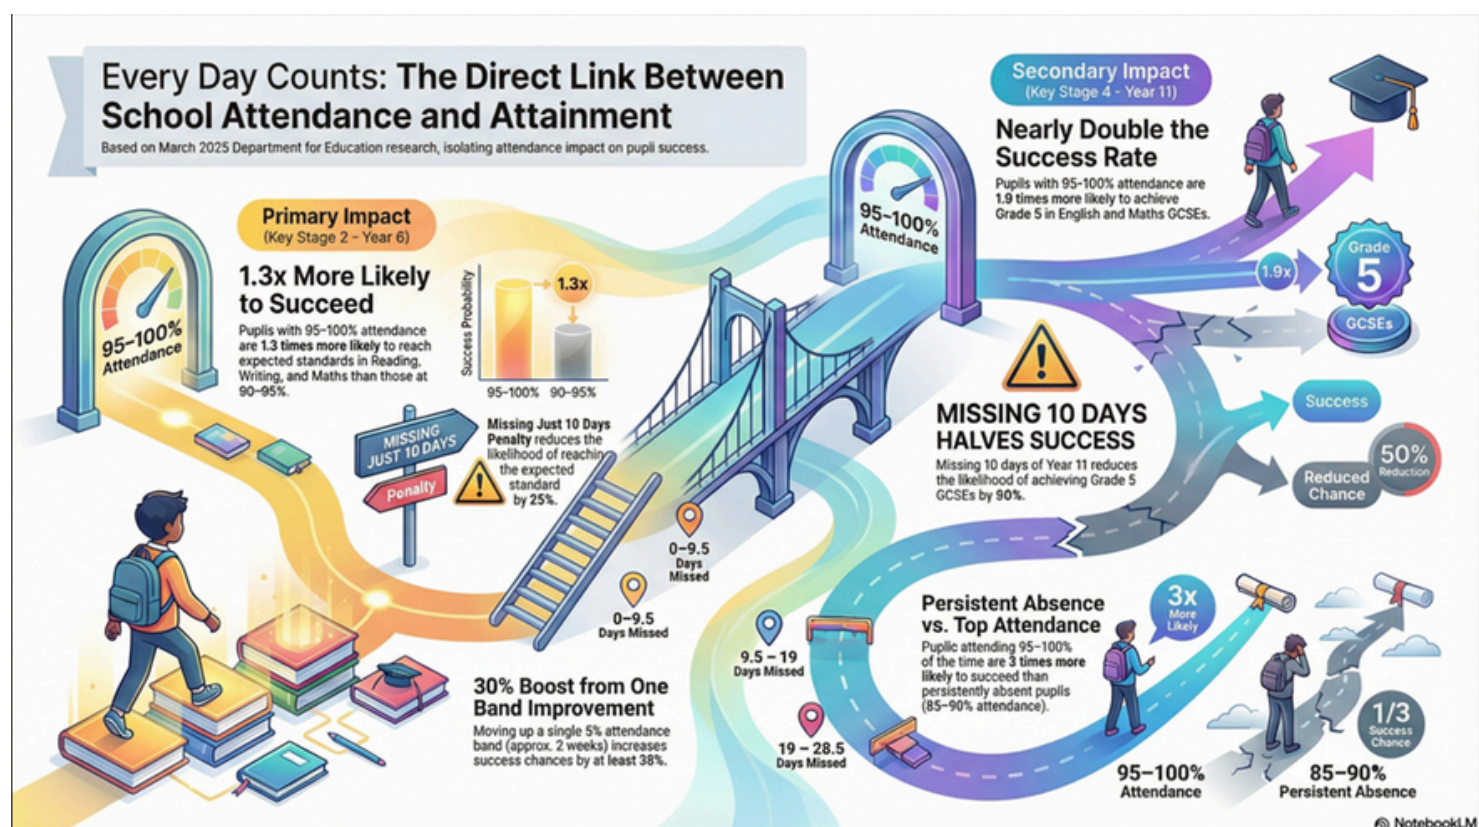 Every Day Counts: The Direct Link Between
School Attendance and Attainment
Based on March 2025 Department for Education research, isolating attendance impact on pupli success.
Primary Impact
(Key Stage 2 - Year 6)
95-100%
Attendance
1.3x More Likely
to Succeed
Pupils with 95-100% attendance
are 1.3 times more likely to reach
expected standards in Reading,
Writing, and Maths than those at
90-95%.
Success Probability
1.3x
95-100%
90-95%
MISSING
JUST 10 DAYS
Penalty
Missing Just 10 Days
Penalty reduces the
likelihood of reachin
the expected
standard
by 25%.
0-9.5
Days
Missed
0-9.5
Days Missed
30% Boost from One
Band Improvement
Moving up a single 5% attendance
band (approx. 2 weeks) increases
success chances by at least 38%.
95-100%
Attendance
Secondary Impact
(Key Stage 4 - Year 11)
Nearly Double the
Success Rate
Pupils with 95-100% attendance are
1.9 times more likely to achieve
Grade 5 in English and Maths GCSEs.
1.9x
Grade
5
GCSEs
MISSING 10 DAYS
HALVES SUCCESS
Missing 10 days of Year 11 reduces
the likelihood of achieving Grade 5
GCSEs by 90%.
Success
Reduced
Chance
50%
Reduction
9.5 – 19
Days Missed
19 – 28.5
Days Missed
Persistent Absence
vs. Top Attendance
Puplic attending 95-100%
of the time are 3 times more
likely to succeed than
persistently absent pupils
(85-90% attendance).
3x
More
Likely
1/3
Success
Chance
95-100%
Attendance
85-90%
Persistent Absence
NotebookLM